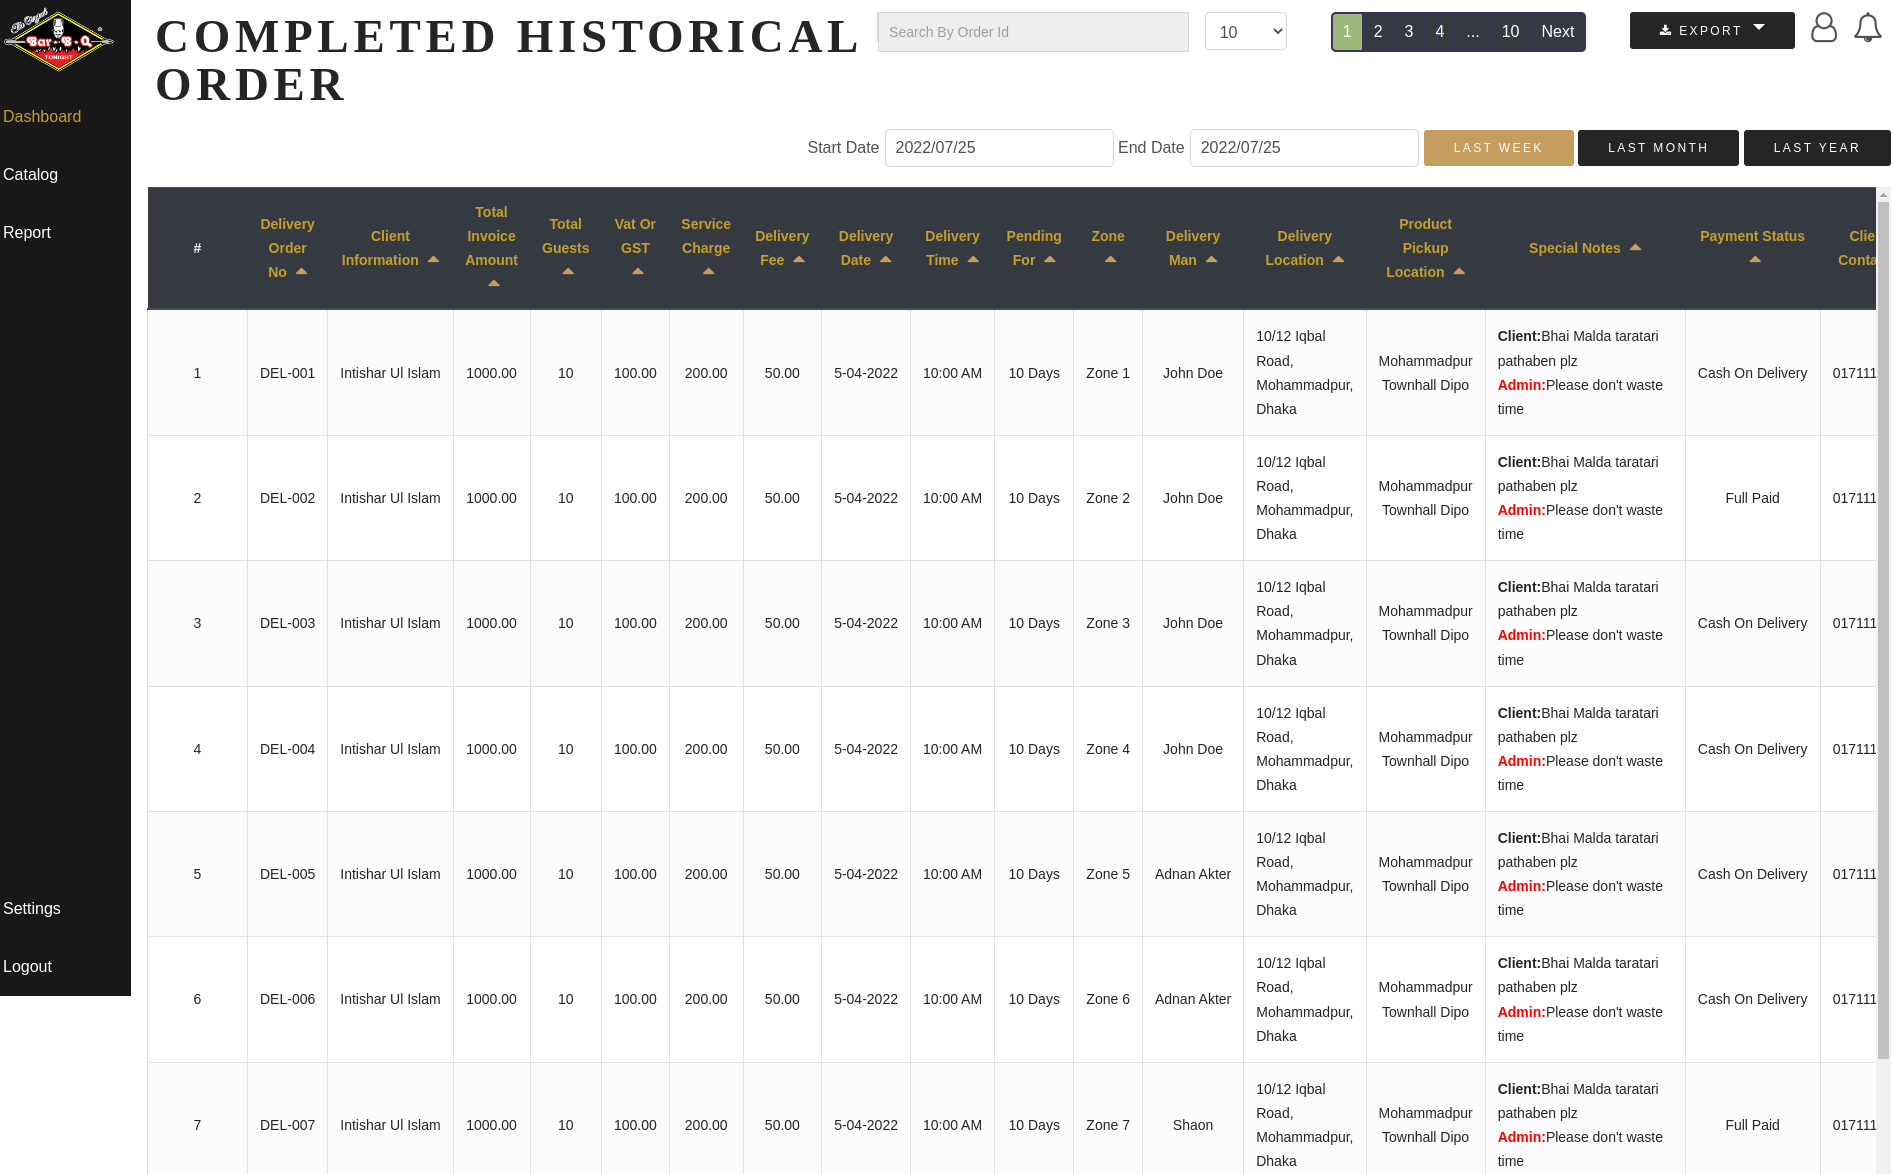 The Original
Bar-B-Q
TONIGHT
COMPLETED HISTORICAL
ORDER
Search By Order Id
10
1 2 3 4 ... 10 Next
EXPORT
Dashboard
Catalog
Report
Settings
Logout
Start Date 2022/07/25 End Date 2022/07/25 LAST WEEK LAST MONTH LAST YEAR
#
Delivery
Order
No
Client
Information
Total
Invoice
Amount
Total
Guests
Vat Or
GST
Service
Charge
Delivery
Fee
Delivery
Date
Delivery
Time
Pending
For
Zone
Delivery
Man
Delivery
Location
Product
Pickup
Location
Special Notes
Payment Status
Clie
Conta
1 DEL-001 Intishar Ul Islam 1000.00 10 100.00 200.00 50.00 5-04-2022 10:00 AM 10 Days Zone 1 John Doe
10/12 Iqbal
Road,
Mohammadpur,
Dhaka
Mohammadpur
Townhall Dipo
Client:Bhai Malda taratari
pathaben plz
Admin:Please don't waste
time
Cash On Delivery
017111
2 DEL-002 Intishar Ul Islam 1000.00 10 100.00 200.00 50.00 5-04-2022 10:00 AM 10 Days Zone 2 John Doe
10/12 Iqbal
Road,
Mohammadpur,
Dhaka
Mohammadpur
Townhall Dipo
Client:Bhai Malda taratari
pathaben plz
Admin:Please don't waste
time
Full Paid
017111
3 DEL-003 Intishar Ul Islam 1000.00 10 100.00 200.00 50.00 5-04-2022 10:00 AM 10 Days Zone 3 John Doe
10/12 Iqbal
Road,
Mohammadpur,
Dhaka
Mohammadpur
Townhall Dipo
Client:Bhai Malda taratari
pathaben plz
Admin:Please don't waste
time
Cash On Delivery
017111
4 DEL-004 Intishar Ul Islam 1000.00 10 100.00 200.00 50.00 5-04-2022 10:00 AM 10 Days Zone 4 John Doe
10/12 Iqbal
Road,
Mohammadpur,
Dhaka
Mohammadpur
Townhall Dipo
Client:Bhai Malda taratari
pathaben plz
Admin:Please don't waste
time
Cash On Delivery
017111
5 DEL-005 Intishar Ul Islam 1000.00 10 100.00 200.00 50.00 5-04-2022 10:00 AM 10 Days Zone 5 Adnan Akter
10/12 Iqbal
Road,
Mohammadpur,
Dhaka
Mohammadpur
Townhall Dipo
Client:Bhai Malda taratari
pathaben plz
Admin:Please don't waste
time
Cash On Delivery
017111
6 DEL-006 Intishar Ul Islam 1000.00 10 100.00 200.00 50.00 5-04-2022 10:00 AM 10 Days Zone 6 Adnan Akter
10/12 Iqbal
Road,
Mohammadpur,
Dhaka
Mohammadpur
Townhall Dipo
Client:Bhai Malda taratari
pathaben plz
Admin:Please don't waste
time
Cash On Delivery
017111
7 DEL-007 Intishar Ul Islam 1000.00 10 100.00 200.00 50.00 5-04-2022 10:00 AM 10 Days Zone 7 Shaon
10/12 Iqbal
Road,
Mohammadpur,
Dhaka
Mohammadpur
Townhall Dipo
Client:Bhai Malda taratari
pathaben plz
Admin:Please don't waste
time
Full Paid
017111